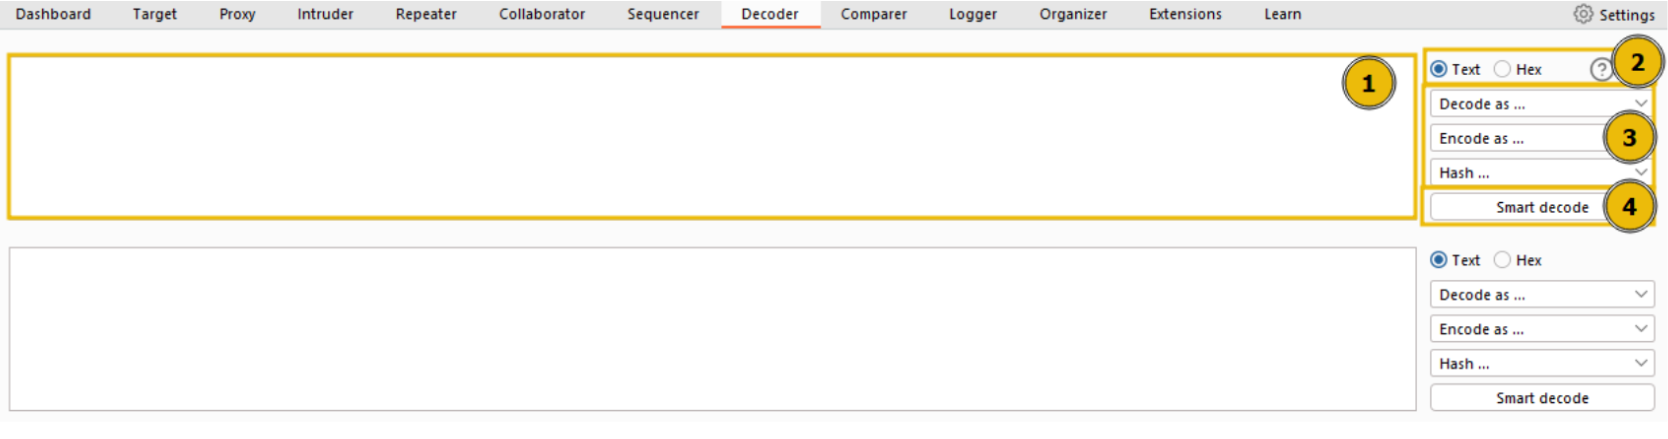 Dashboard Target Proxy Intruder Repeater Collaborator Sequencer Decoder Comparer Logger Organizer Extensions Learn Settings
1
Text Hex ? 2
Decode as ...
Encode as ... 3
Hash ...
Smart decode 4
Text Hex
Decode as ...
Encode as ...
Hash ...
Smart decode